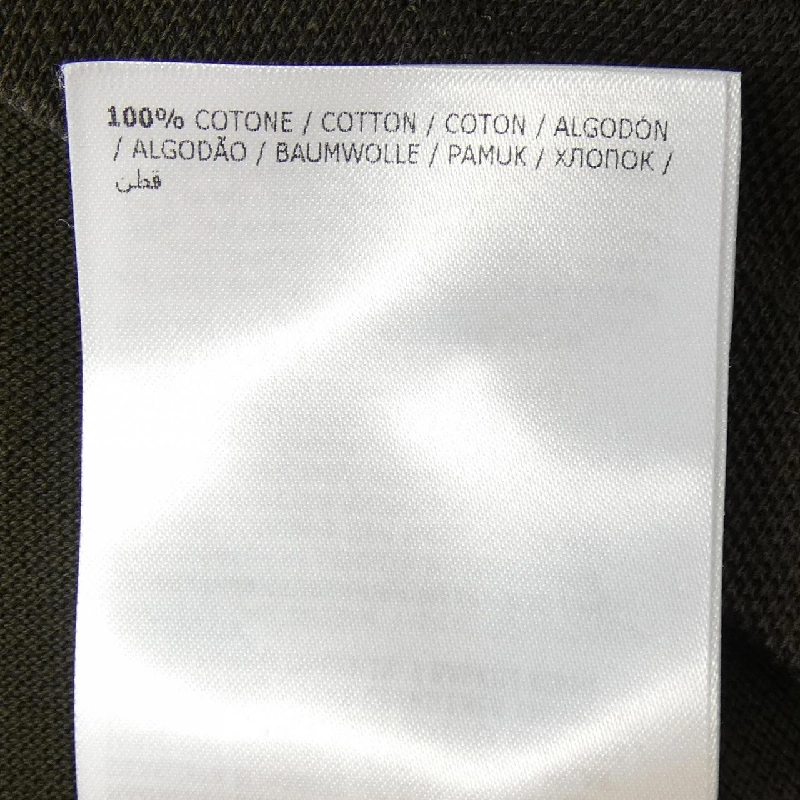 100% COTONE / COTTON / COTON / ALGODÓN
/ ALGODÃO / BAUMWOLLE / PAMUK / ХЛОПОК /
قطن